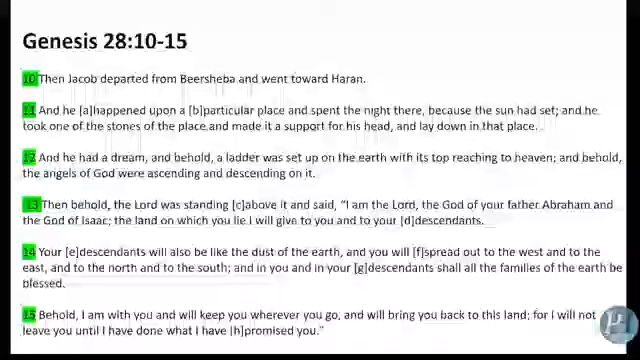 Genesis 28:10-15
10 Then Jacob departed from Beersheba and went toward Haran.
11 And he [a]happened upon a [b]particular place and spent the night there, because the sun had set; and he
took one of the stones of the place and made it a support for his head, and lay down in that place.
12 And he had a dream, and behold, a ladder was set up on the earth with its top reaching to heaven; and behold,
the angels of God were ascending and descending on it.
13 Then behold, the Lord was standing [c]above it and said, “I am the Lord, the God of your father Abraham and
the God of Isaac; the land on which you lie I will give to you and to your [d]descendants.
14 Your [e]descendants will also be like the dust of the earth, and you will [f]spread out to the west and to the
east, and to the north and to the south; and in you and in your [g]descendants shall all the families of the earth be
blessed.
15 Behold, I am with you and will keep you wherever you go, and will bring you back to this land; for I will not
leave you until I have done what I have [h]promised you.”